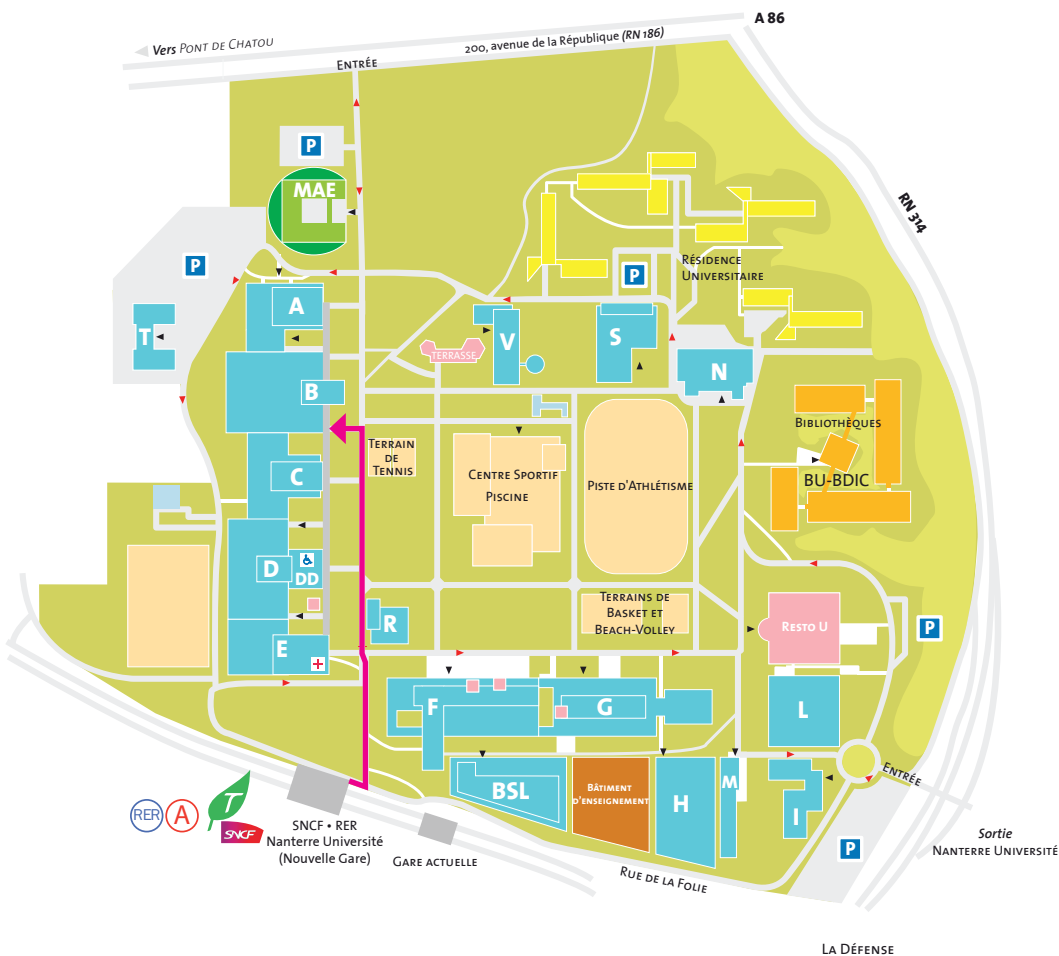 A 86
Vers PONT DE CHATOU
200, avenue de la République (RN 186)
ENTRÉE
P
MAE
RN 314
P
RÉSIDENCE
UNIVERSITAIRE
P
A
T
V
S
TERRASSE
N
B
BIBLIOTHÈQUES
TERRAIN
DE
TENNIS
CENTRE SPORTIF
PISCINE
PISTE D'ATHLÉTISME
BU-BDIC
C
D
DD
TERRAINS DE
BASKET ET
BEACH-VOLLEY
R
RESTO U
P
E
F
G
L
ENTRÉE
BSL
BÂTIMENT
D'ENSEIGNEMENT
H
M
I
RER
A
T
SNCF
SNCF • RER
Nanterre Université
(Nouvelle Gare)
GARE ACTUELLE
P
Sortie
NANTERRE UNIVERSITÉ
RUE DE LA FOLIE
LA DÉFENSE